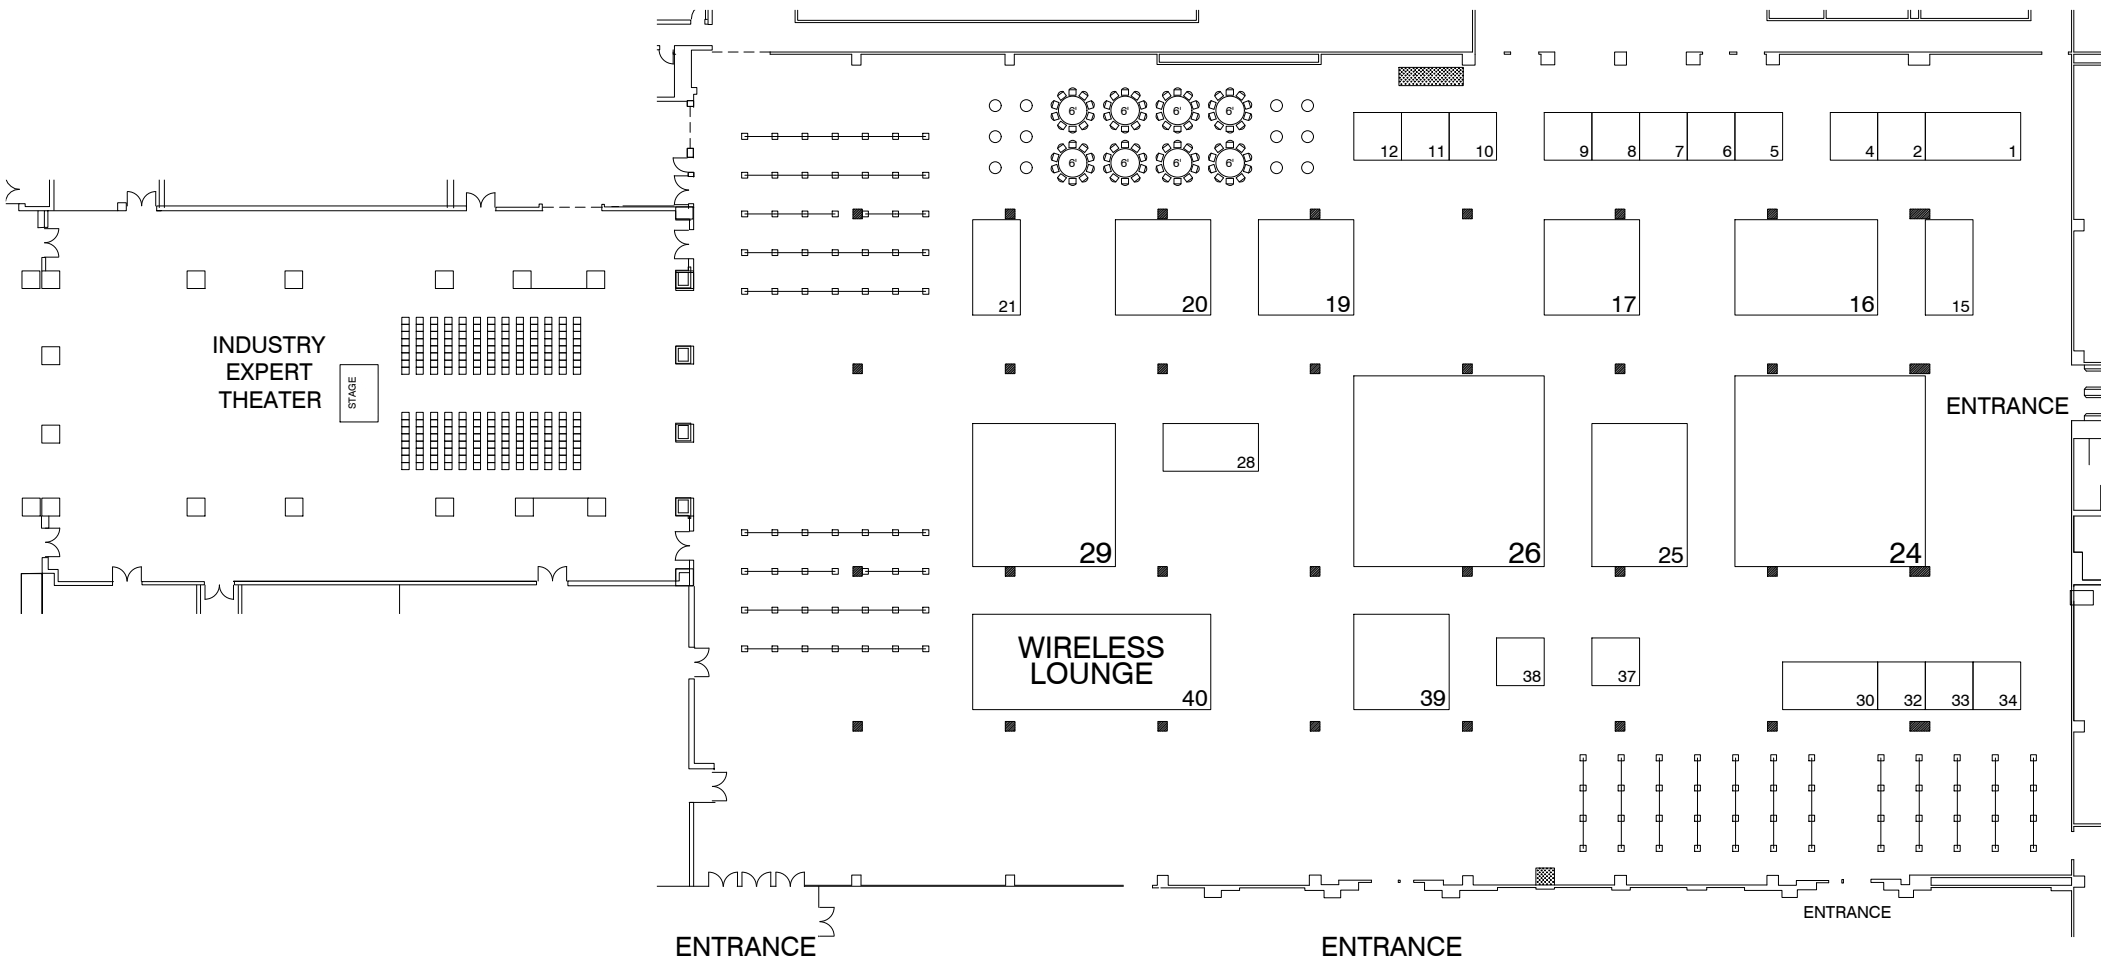 6' 6' 6' 6'
6' 6' 6' 6'
12 11 10 9 8 7 6 5 4 2 1
21 20 19 17 16 15
INDUSTRY
EXPERT
THEATER
STAGE
ENTRANCE
28
29 26 25 24
WIRELESS
LOUNGE
40 39 38 37 30 32 33 34
ENTRANCE
ENTRANCE
ENTRANCE